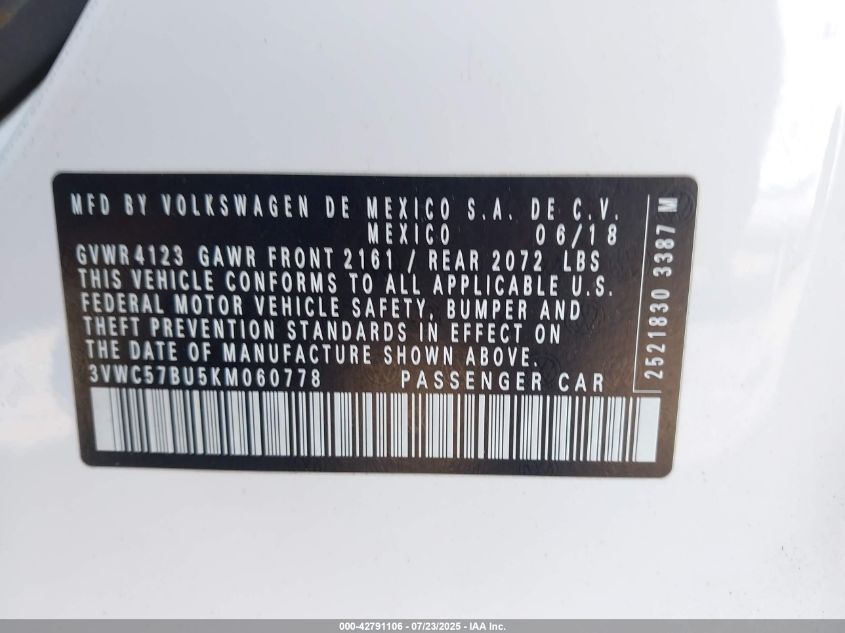 MFD BY VOLKSWAGEN DE MEXICO S.A. DE C.V.
MEXICO 06/18
GVWR 4123 GAWR FRONT 2161 / REAR 2072 LBS
THIS VEHICLE CONFORMS TO ALL APPLICABLE U.S.
FEDERAL MOTOR VEHICLE SAFETY, BUMPER AND
THEFT PREVENTION STANDARDS IN EFFECT ON
THE DATE OF MANUFACTURE SHOWN ABOVE.
3VWC57BU5KM060778 PASSENGER CAR
2521830 3387 M
000-42791106 - 07/23/2025 - IAA Inc.